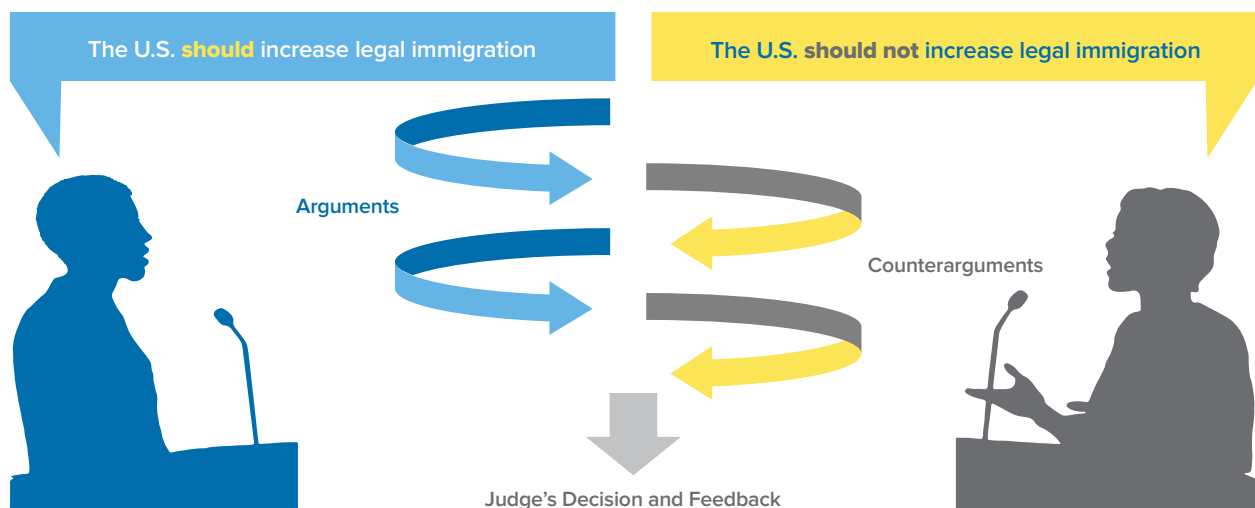 The U.S. should increase legal immigration
The U.S. should not increase legal immigration
Arguments
Counterarguments
Judge's Decision and Feedback